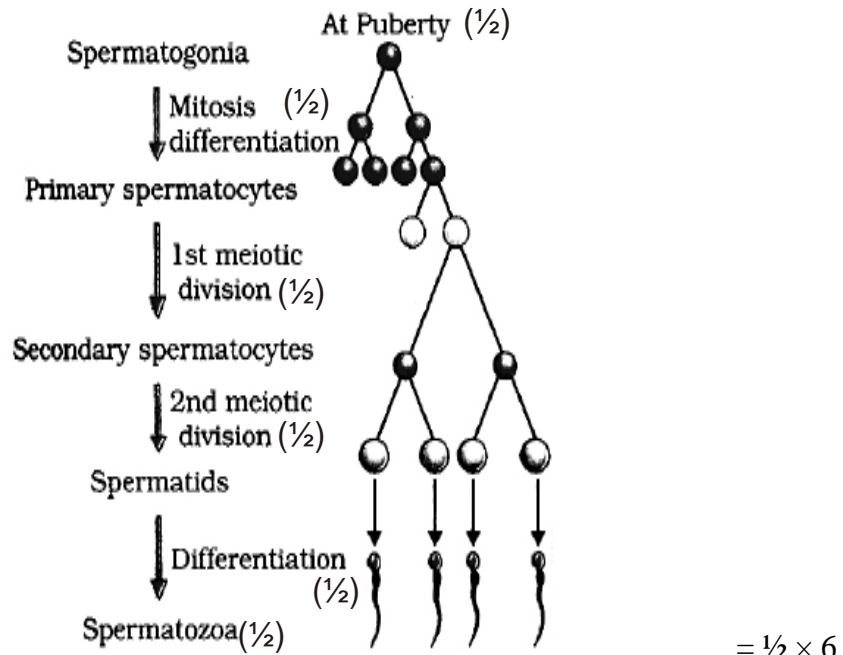 At Puberty (½)
Spermatogonia
Mitosis (½)
differentiation
Primary spermatocytes
1st meiotic
division (½)
Secondary spermatocytes
2nd meiotic
division (½)
Spermatids
Differentiation
(½)
Spermatozoa (½)
= ½ × 6